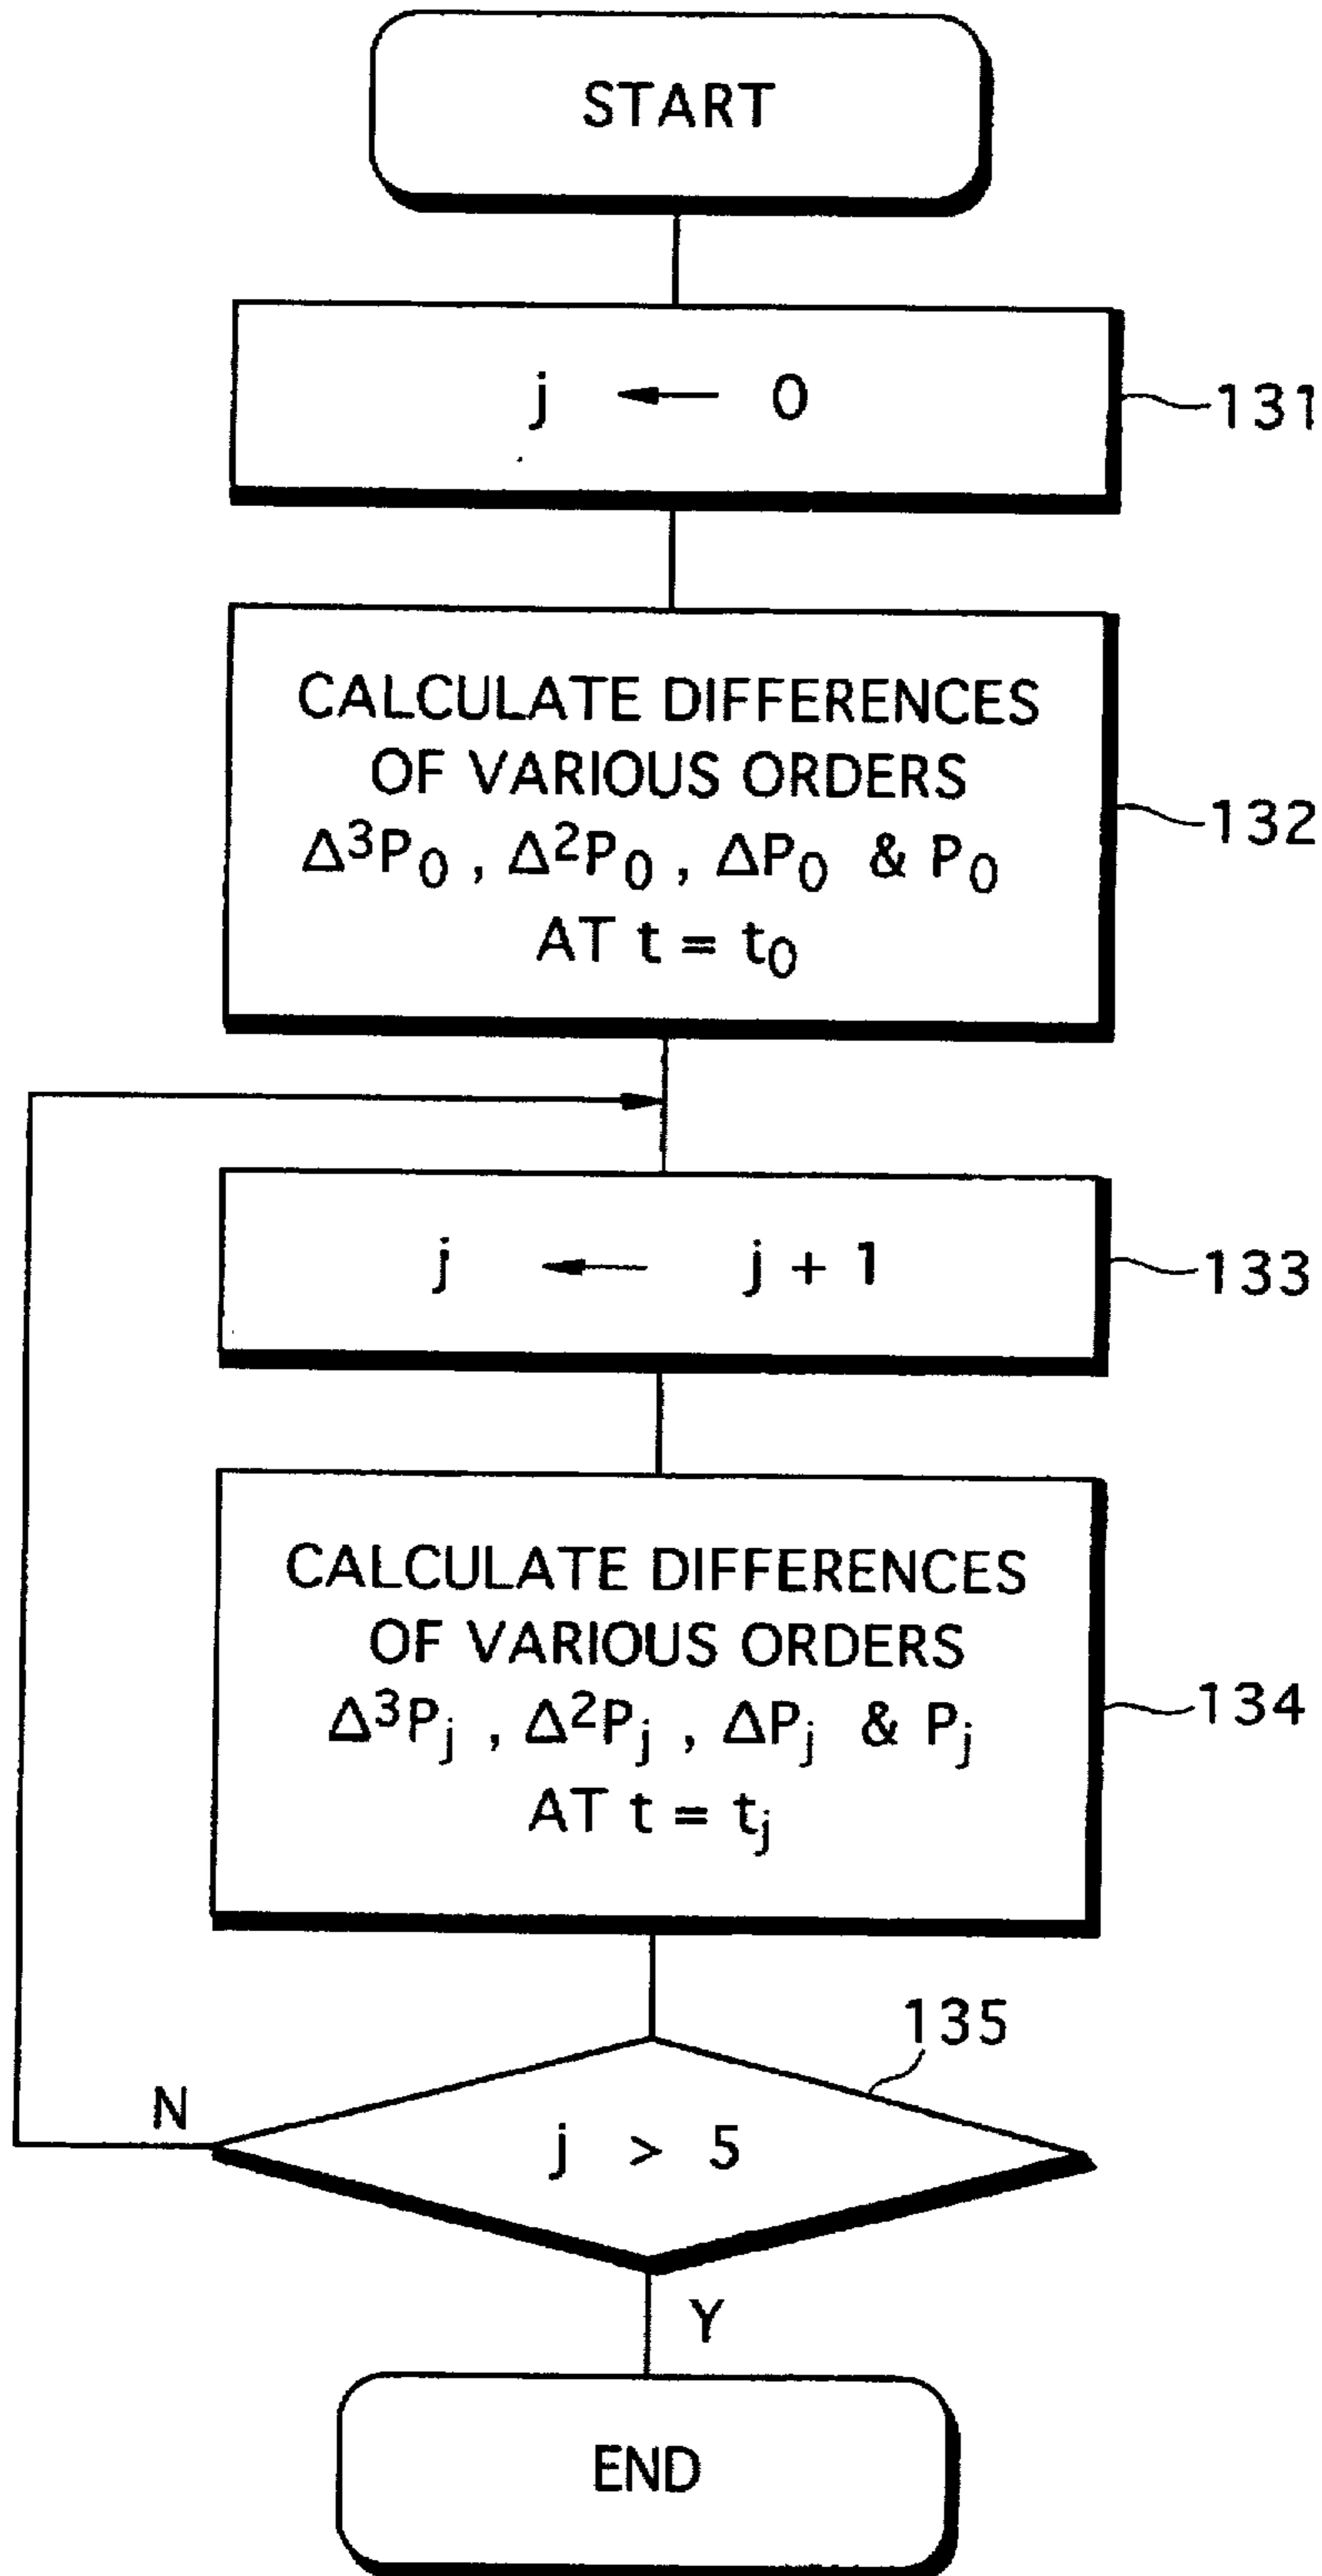 START
j ← 0
131
CALCULATE DIFFERENCES
OF VARIOUS ORDERS
Δ³P₀ , Δ²P₀ , ΔP₀ & P₀
AT t = t₀
132
j ← j + 1
133
CALCULATE DIFFERENCES
OF VARIOUS ORDERS
Δ³Pⱼ , Δ²Pⱼ , ΔPⱼ & Pⱼ
AT t = tⱼ
134
135
N
j > 5
Y
END